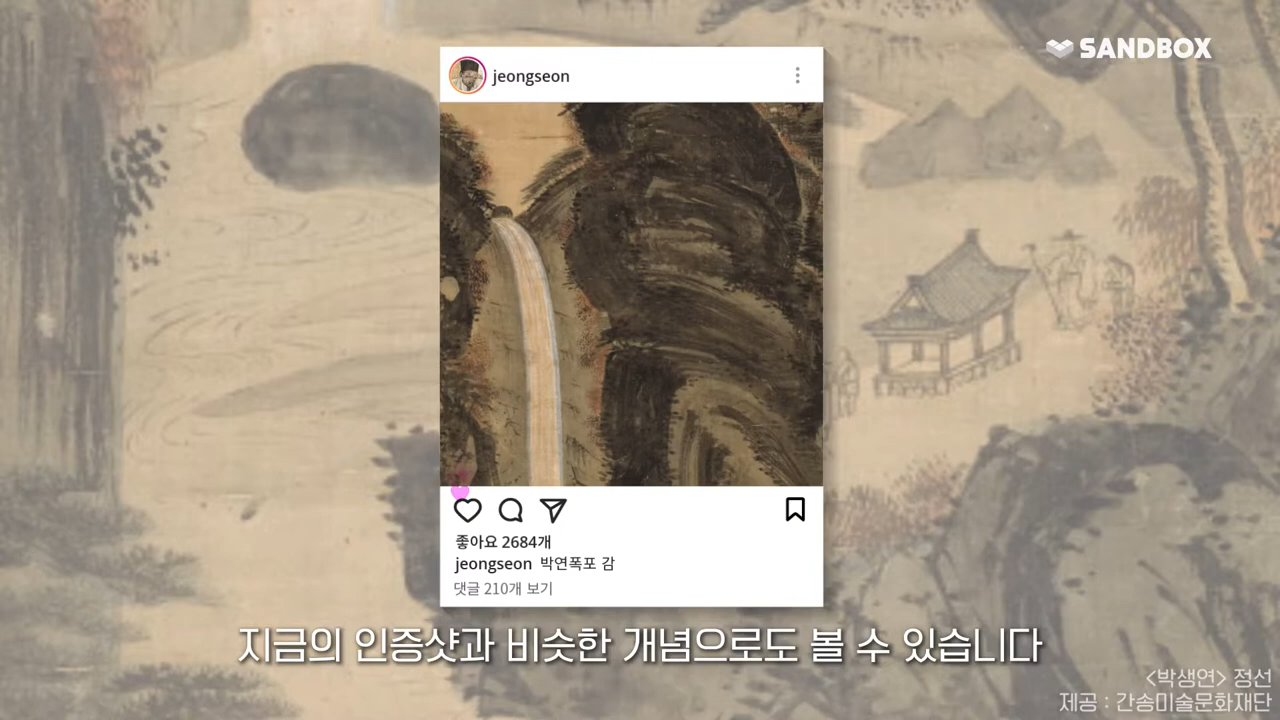 SANDBOX
jeongseon
좋아요 2684개
jeongseon 박연폭포 감
댓글 210개 보기
지금의 인증샷과 비슷한 개념으로도 볼 수 있습니다
<박생연> 정선
제공 : 간송미술문화재단